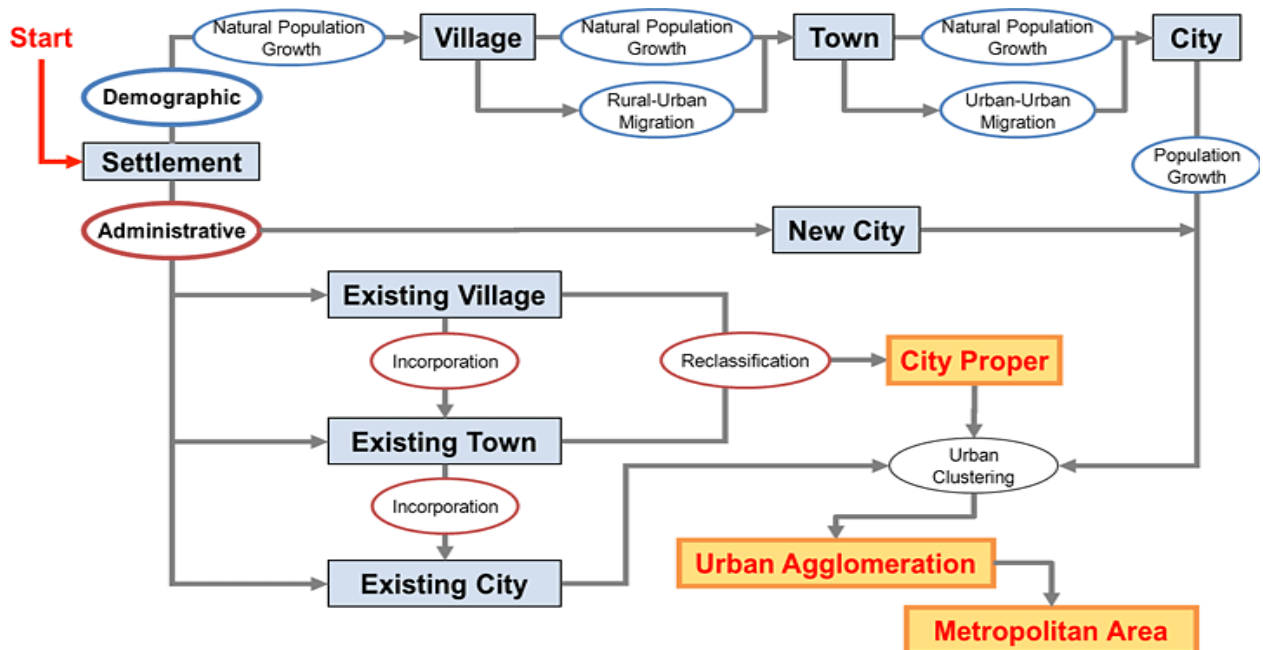 Start
Natural Population
Growth
Village
Natural Population
Growth
Town
Natural Population
Growth
City
Demographic
Rural-Urban
Migration
Urban-Urban
Migration
Settlement
Population
Growth
Administrative
New City
Existing Village
Incorporation
Reclassification
City Proper
Existing Town
Urban
Clustering
Incorporation
Urban Agglomeration
Existing City
Metropolitan Area